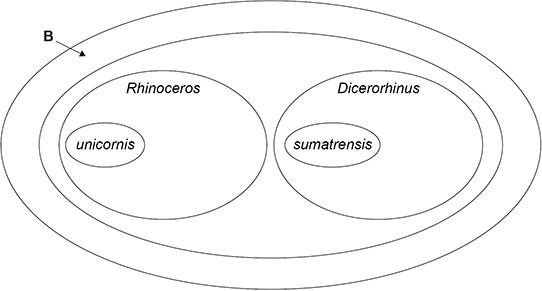 B
Rhinoceros
Dicerorhinus
unicornis
sumatrensis